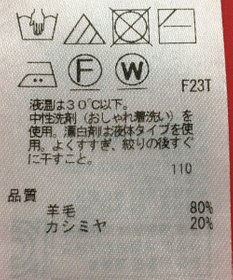 F W
F23T
液温は30℃以下。
中性洗剤（おしゃれ着洗い）を
使用。漂白剤は液体タイプを使
用。よくすすぎ、絞りの後すぐ
に干すこと。
110
品質
羊毛 80%
カシミヤ 20%